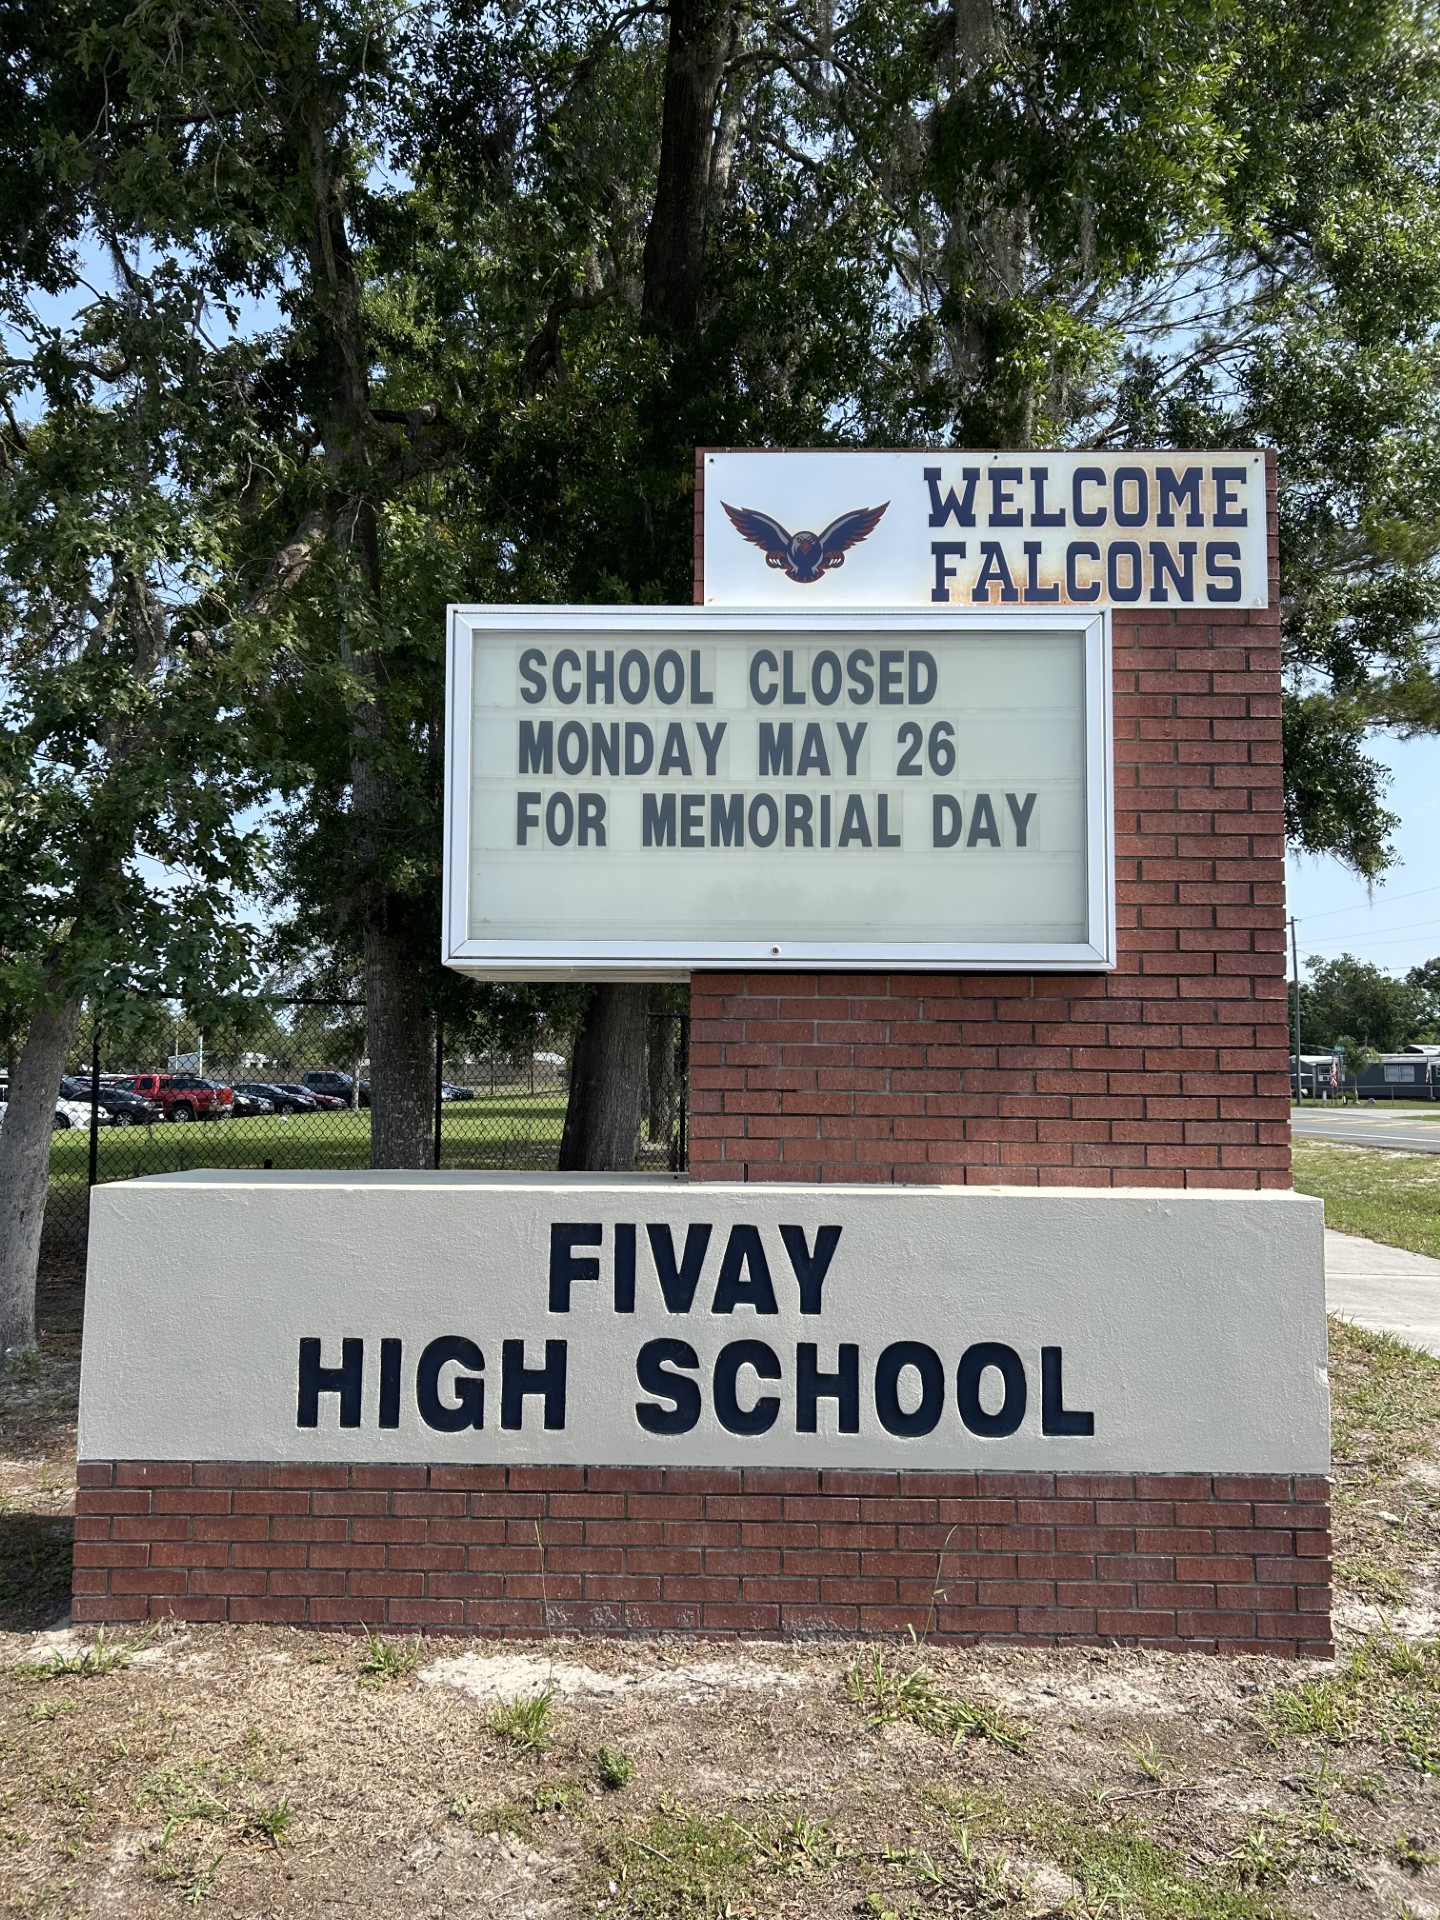 WELCOME
FALCONS
SCHOOL CLOSED
MONDAY MAY 26
FOR MEMORIAL DAY
FIVAY
HIGH SCHOOL